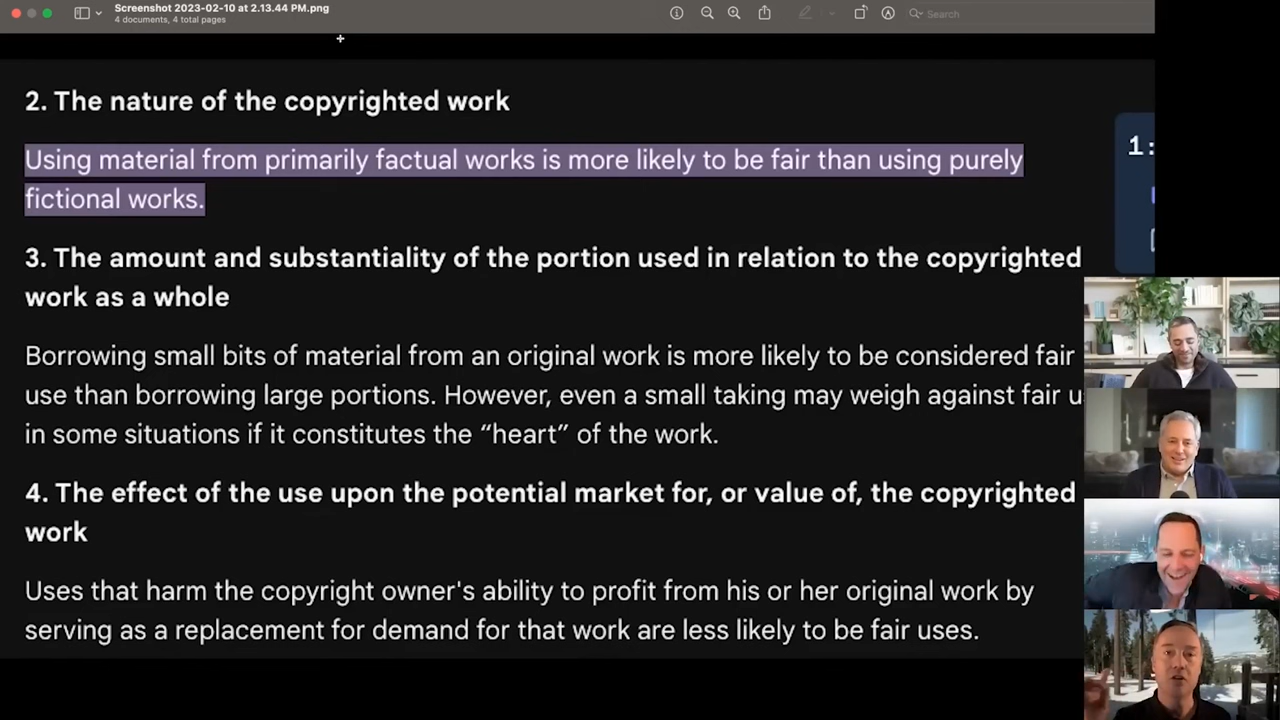 Screenshot 2023-02-10 at 2.13.44 PM.png
4 documents, 4 total pages
Search
2. The nature of the copyrighted work
Using material from primarily factual works is more likely to be fair than using purely
fictional works.
1:
3. The amount and substantiality of the portion used in relation to the copyrighted
work as a whole
Borrowing small bits of material from an original work is more likely to be considered fair
use than borrowing large portions. However, even a small taking may weigh against fair u
in some situations if it constitutes the “heart” of the work.
4. The effect of the use upon the potential market for, or value of, the copyrighted
work
Uses that harm the copyright owner's ability to profit from his or her original work by
serving as a replacement for demand for that work are less likely to be fair uses.